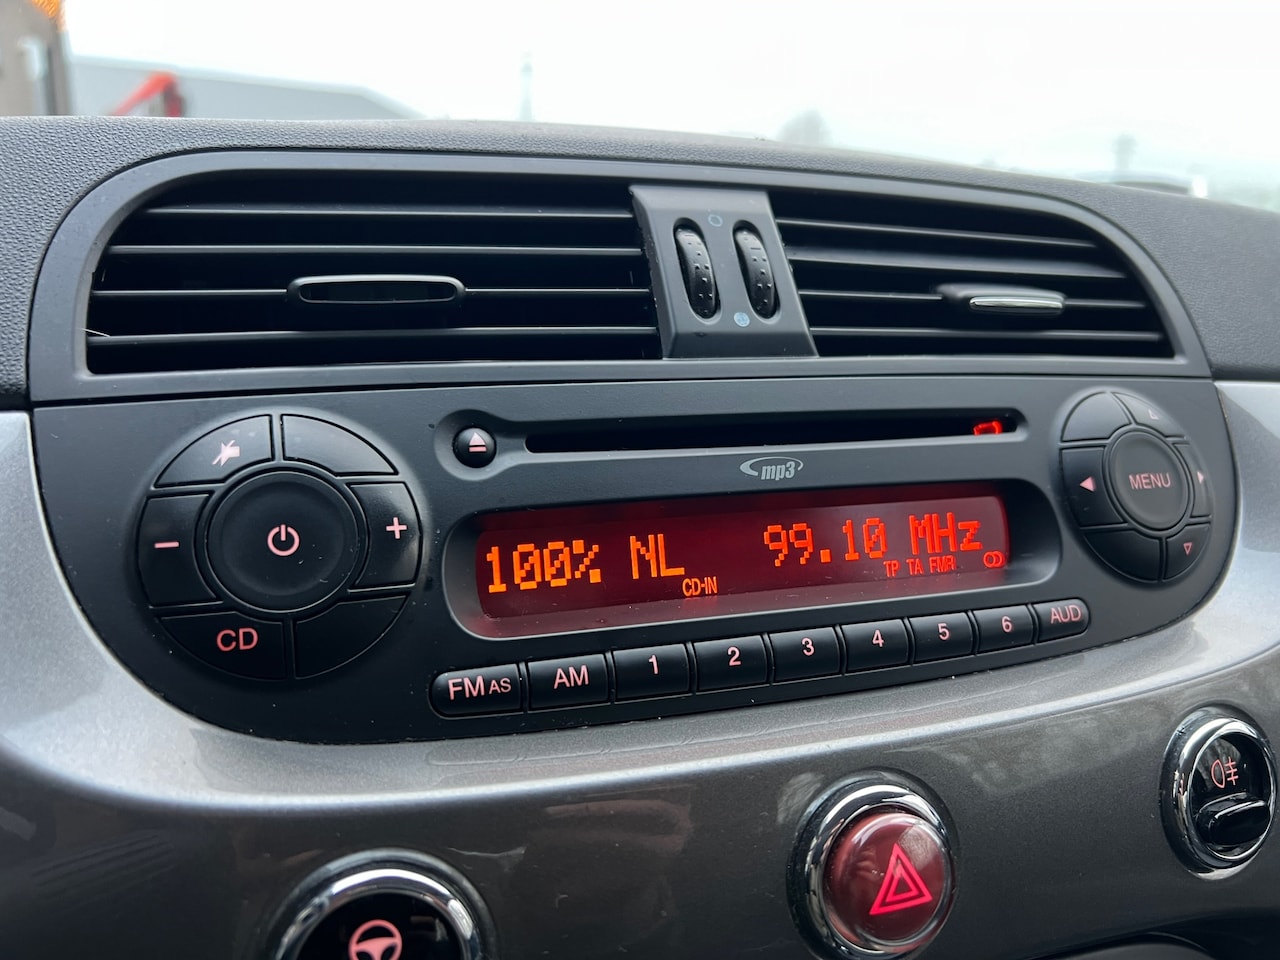 mp3
MENU
100% NL 99.10 MHz
CD-IN TP TA FMR
CD
FM AS AM 1 2 3 4 5 6 AUD